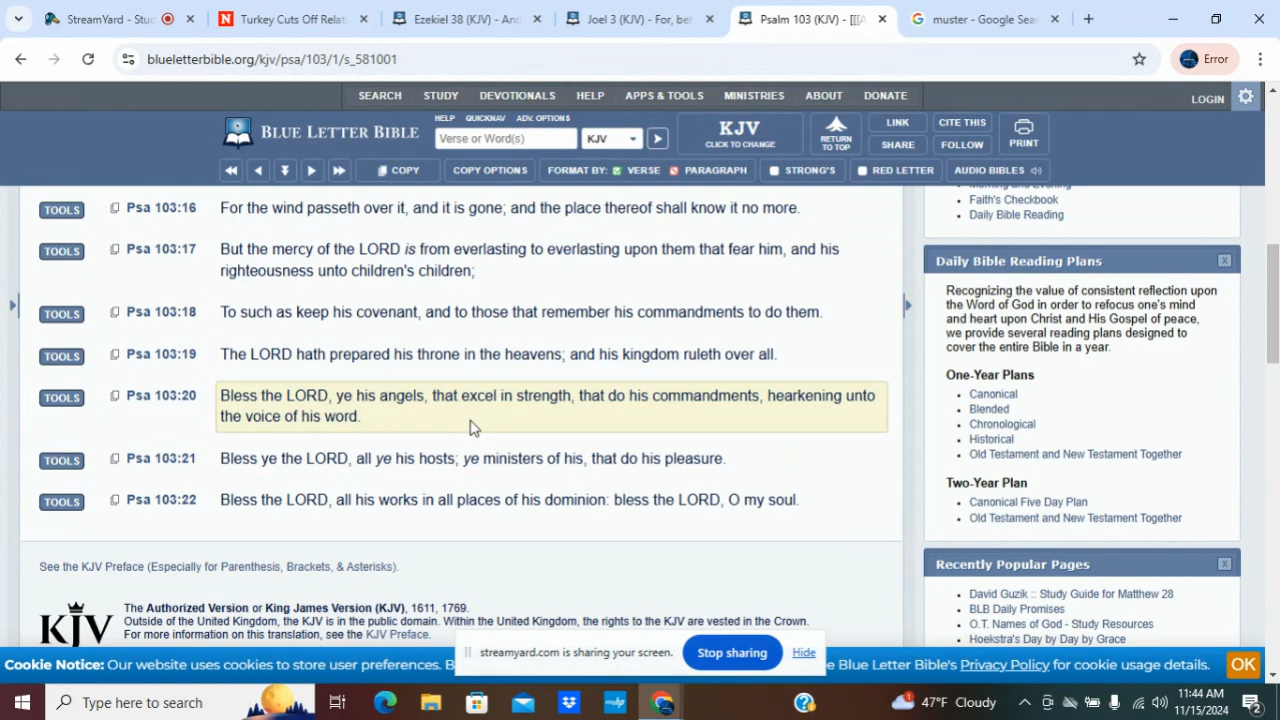 StreamYard - Stud
Turkey Cuts Off Relati
Ezekiel 38 (KJV) - And
Joel 3 (KJV) - For, beh
Psalm 103 (KJV) - [[[A
muster - Google Sear
blueletterbible.org/kjv/psa/103/1/s_581001
Error
SEARCH STUDY DEVOTIONALS HELP APPS & TOOLS MINISTRIES ABOUT DONATE
LOGIN
BLUE LETTER BIBLE
HELP QUICKNAV ADV. OPTIONS
Verse or Word(s)
KJV
KJV
CLICK TO CHANGE
RETURN
TO TOP
LINK
CITE THIS
SHARE
FOLLOW
PRINT
COPY
COPY OPTIONS
FORMAT BY: VERSE PARAGRAPH
STRONG'S
RED LETTER
AUDIO BIBLES
TOOLS Psa 103:16 For the wind passeth over it, and it is gone; and the place thereof shall know it no more.
TOOLS Psa 103:17 But the mercy of the LORD is from everlasting to everlasting upon them that fear him, and his
righteousness unto children's children;
TOOLS Psa 103:18 To such as keep his covenant, and to those that remember his commandments to do them.
TOOLS Psa 103:19 The LORD hath prepared his throne in the heavens; and his kingdom ruleth over all.
TOOLS Psa 103:20 Bless the LORD, ye his angels, that excel in strength, that do his commandments, hearkening unto
the voice of his word.
TOOLS Psa 103:21 Bless ye the LORD, all ye his hosts; ye ministers of his, that do his pleasure.
TOOLS Psa 103:22 Bless the LORD, all his works in all places of his dominion: bless the LORD, O my soul.
See the KJV Preface (Especially for Parenthesis, Brackets, & Asterisks).
KJV
The Authorized Version or King James Version (KJV), 1611, 1769.
Outside of the United Kingdom, the KJV is in the public domain. Within the United Kingdom, the rights to the KJV are vested in the Crown.
For more information on this translation, see the KJV Preface.
Morning and Evening
Faith's Checkbook
Daily Bible Reading
Daily Bible Reading Plans
Recognizing the value of consistent reflection upon
the Word of God in order to refocus one's mind
and heart upon Christ and His Gospel of peace,
we provide several reading plans designed to
cover the entire Bible in a year.
One-Year Plans
Canonical
Blended
Chronological
Historical
Old Testament and New Testament Together
Two-Year Plan
Canonical Five Day Plan
Old Testament and New Testament Together
Recently Popular Pages
David Guzik :: Study Guide for Matthew 28
BLB Daily Promises
O.T. Names of God - Study Resources
Hoekstra's Day by Day by Grace
streamyard.com is sharing your screen.
Stop sharing
Hide
Cookie Notice: Our website uses cookies to store user preferences. B
e Blue Letter Bible's Privacy Policy for cookie usage details.
OK
Type here to search
47°F Cloudy
11:44 AM
11/15/2024
2